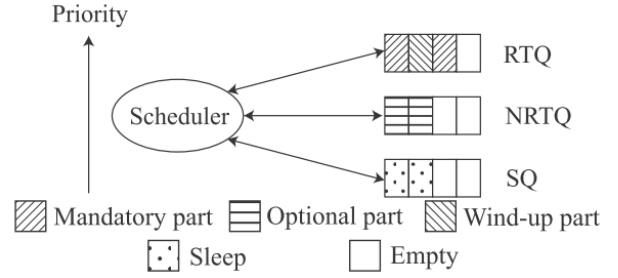 Priority
RTQ
Scheduler
NRTQ
SQ
Mandatory part
Optional part
Wind-up part
Sleep
Empty